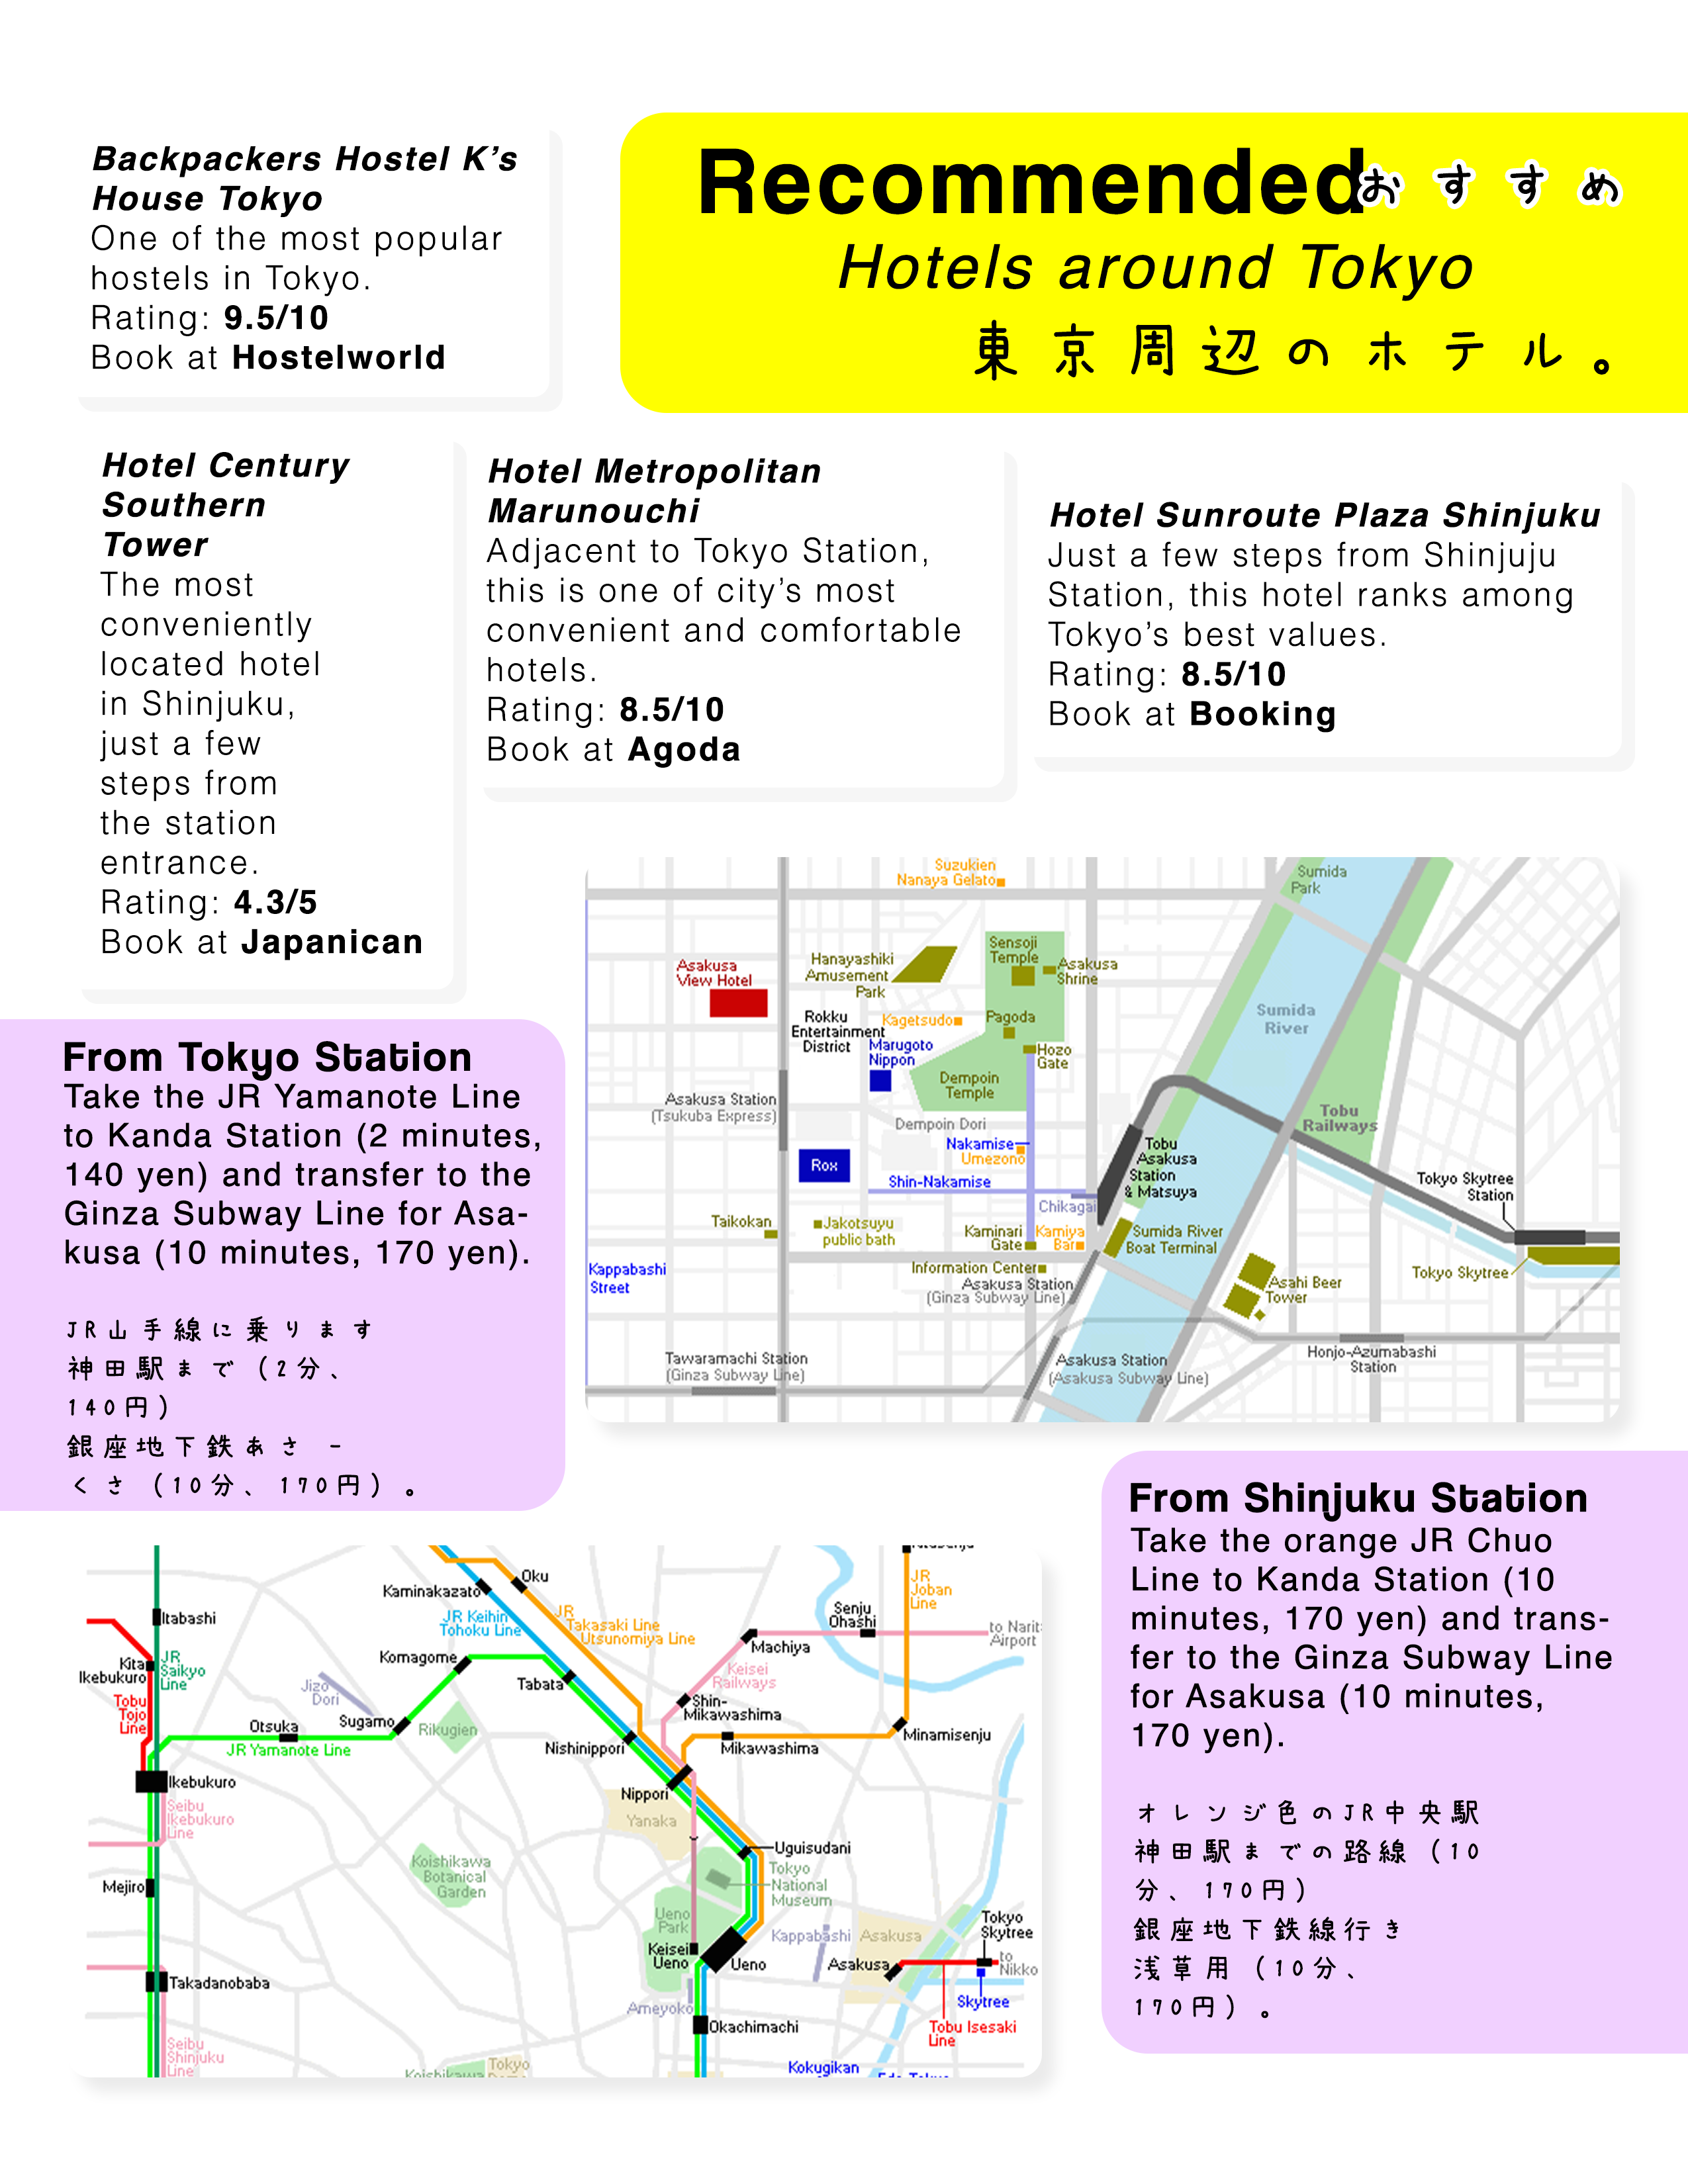 Backpackers Hostel K's
House Tokyo
One of the most popular
hostels in Tokyo.
Rating: 9.5/10
Book at Hostelworld
Recommended おすすめ
Hotels around Tokyo
東京周辺のホテル。
Hotel Century
Southern
Tower
The most
conveniently
located hotel
in Shinjuku,
just a few
steps from
the station
entrance.
Rating: 4.3/5
Book at Japanican
Hotel Metropolitan
Marunouchi
Adjacent to Tokyo Station,
this is one of city's most
convenient and comfortable
hotels.
Rating: 8.5/10
Book at Agoda
Hotel Sunroute Plaza Shinjuku
Just a few steps from Shinjuju
Station, this hotel ranks among
Tokyo's best values.
Rating: 8.5/10
Book at Booking
Suzukien
Nanaya Gelato
Sumida
Park
Asakusa
View Hotel
Hanayashiki
Amusement
Park
Sensoji
Temple
Asakusa
Shrine
Rokku
Entertainment
District
Kagetsudo
Pagoda
Marugoto
Nippon
Hozo
Gate
Dempoin
Temple
Sumida
River
Asakusa Station
(Tsukuba Express)
Dempoin Dori
Tobu
Railways
Nakamise
Umezono
Rox
Shin-Nakamise
Tobu
Asakusa
Station
& Matsuya
Chikagai
Tokyo Skytree
Station
Taikokan
Jakotsuyu
public bath
Kaminari
Gate
Kamiya
Bar
Sumida River
Boat Terminal
Kappabashi
Street
Information Center
Asakusa Station
(Ginza Subway Line)
Asahi Beer
Tower
Tokyo Skytree
Tawaramachi Station
(Ginza Subway Line)
Asakusa Station
(Asakusa Subway Line)
Honjo-Azumabashi
Station
From Tokyo Station
Take the JR Yamanote Line
to Kanda Station (2 minutes,
140 yen) and transfer to the
Ginza Subway Line for Asa-
kusa (10 minutes, 170 yen).
JR山手線に乗ります
神田駅まで (2分、
140円)
銀座地下鉄あさ -
くさ (10分、170円) 。
From Shinjuku Station
Take the orange JR Chuo
Line to Kanda Station (10
minutes, 170 yen) and trans-
fer to the Ginza Subway Line
for Asakusa (10 minutes,
170 yen).
オレンジ色のJR中央駅
神田駅までの路線 (10
分、170円)
銀座地下鉄線行き
浅草用 (10分、
170円) 。
Itabashi
Kaminakazato
Oku
JR Keihin
Tohoku Line
JR
Takasaki Line
Utsunomiya Line
JR
Joban
Line
Senju
Ohashi
to Narit
Airport
Machiya
Kita
Ikebukuro
JR
Saikyo
Line
Komagome
Tabata
Keisei
Railways
Tobu
Tojo
Line
Jizo
Dori
Shin-
Mikawashima
Otsuka
Sugamo
Rikugien
JR Yamanote Line
Nishinippori
Mikawashima
Minamisenju
Ikebukuro
Nippori
Seibu
Ikebukuro
Line
Yanaka
Uguisudani
Koishikawa
Botanical
Garden
Tokyo
National
Museum
Mejiro
Ueno
Park
Kappabashi
Asakusa
Tokyo
Skytree
Keisei
Ueno
Ueno
Asakusa
to
Nikko
Takadanobaba
Ameyoko
Skytree
Okachimachi
Tobu Isesaki
Line
Seibu
Shinjuku
Line
Koishikawa
Tokyo
Kokugikan